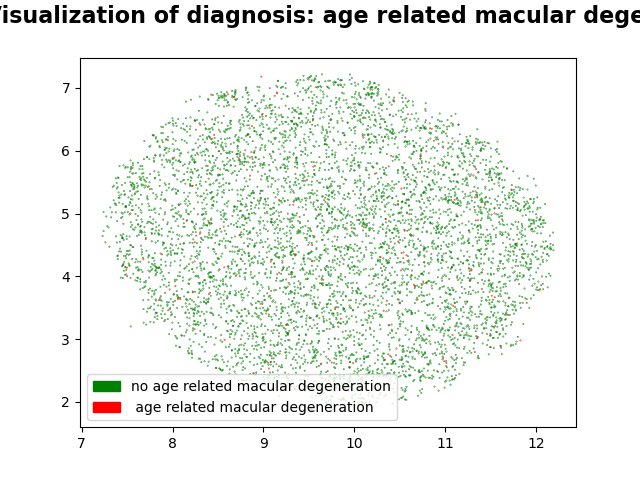 isualization of diagnosis: age related macular dege
7
6
5
4
3
2
no age related macular degeneration
age related macular degeneration
7 8 9 10 11 12